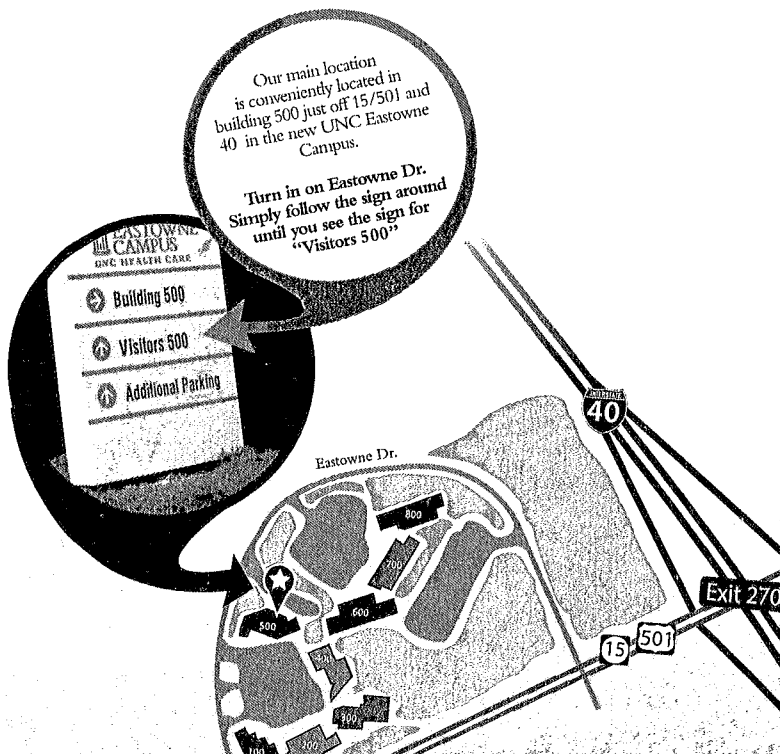 Our main location
is conveniently located in
building 500 just off 15/501 and
40 in the new UNC Eastowne
Campus.
Turn in on Eastowne Dr.
Simply follow the sign around
until you see the sign for
"Visitors 500"
EASTOWNE
CAMPUS
UNC HEALTH CARE
Building 500
Visitors 500
Additional Parking
INTERSTATE
40
Eastowne Dr.
800
700
600
500
Exit 270
15
501
300
200
100